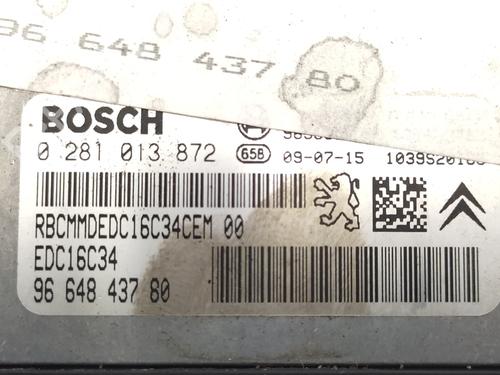 96 648 437 80
BOSCH
0 281 013 872 658 09-07-15
RBCMMDEDC16C34CEM 00
EDC16C34
96 648 437 80